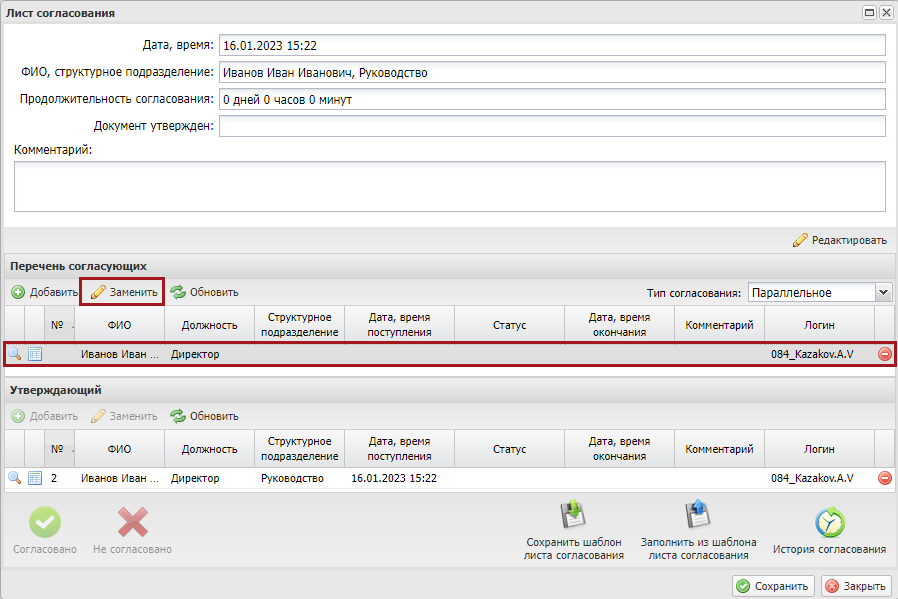 Лист согласования
Дата, время: 16.01.2023 15:22
ФИО, структурное подразделение: Иванов Иван Иванович, Руководство
Продолжительность согласования: 0 дней 0 часов 0 минут
Документ утвержден:
Комментарий:
Редактировать
Перечень согласующих
Добавить Заменить Обновить Тип согласования: Параллельное
№ ФИО Должность Структурное подразделение Дата, время поступления Статус Дата, время окончания Комментарий Логин
Иванов Иван ... Директор 084_Kazakov.A.V
Утверждающий
Добавить Заменить Обновить
№ ФИО Должность Структурное подразделение Дата, время поступления Статус Дата, время окончания Комментарий Логин
2 Иванов Иван ... Директор Руководство 16.01.2023 15:22 084_Kazakov.A.V
Согласовано Не согласовано Сохранить шаблон листа согласования Заполнить из шаблона листа согласования История согласования
Сохранить Закрыть